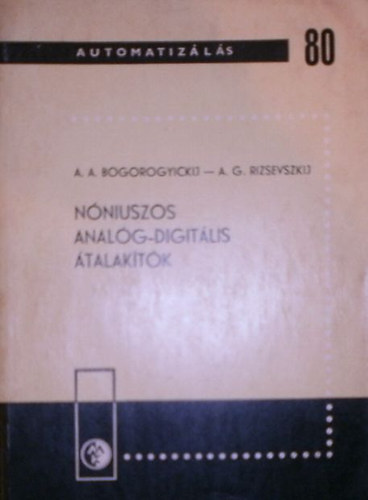 AUTOMATIZÁLÁS 80
A. A. BOGOROGYICKIJ — A. G. RIZSEVSZKIJ
NÓNIUSZOS
ANALÓG-DIGITÁLIS
ÁTALAKÍTÓK